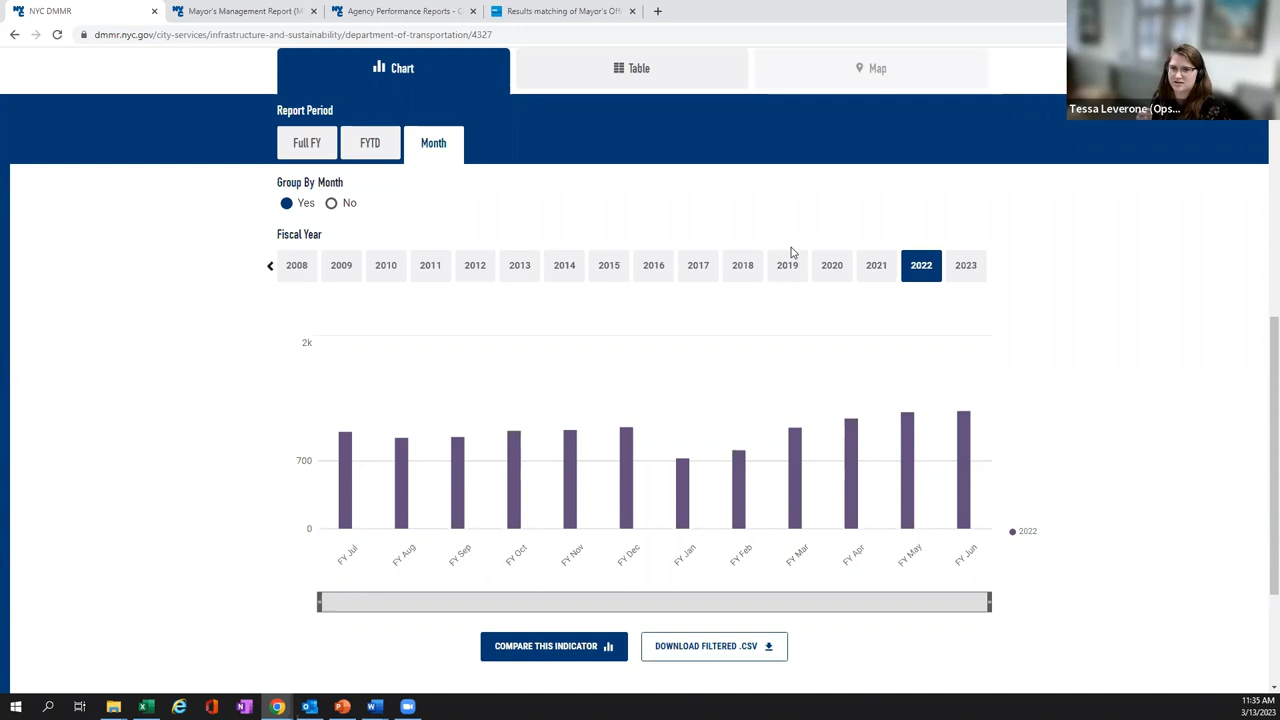 NYC DMMR
Mayor's Management Report (M
Agency Performance Reports - C
Results matching of Mayor's Off
dmmr.nyc.gov/city-services/infrastructure-and-sustainability/department-of-transportation/4327
Chart
Table
Map
Tessa Leverone (Ops...
Report Period
Full FY
FYTD
Month
Group By Month
Yes
No
Fiscal Year
2008
2009
2010
2011
2012
2013
2014
2015
2016
2017
2018
2019
2020
2021
2022
2023
2k
700
0
2022
FY Jul
FY Aug
FY Sep
FY Oct
FY Nov
FY Dec
FY Jan
FY Feb
FY Mar
FY Apr
FY May
FY Jun
COMPARE THIS INDICATOR
DOWNLOAD FILTERED .CSV
11:35 AM
3/13/2023